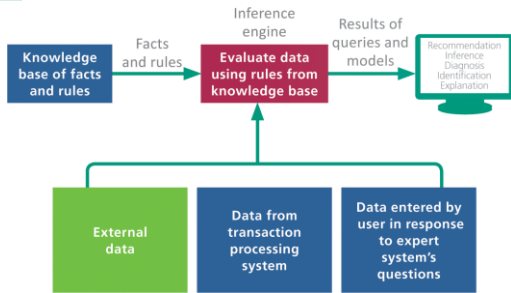 Knowledge
base of facts
and rules
Facts
and rules
Inference
engine
Evaluate data
using rules from
knowledge base
Results of
queries and
models
Recommendation
Inference
Diagnosis
Identification
Explanation
External
data
Data from
transaction
processing
system
Data entered by
user in response
to expert
system's
questions